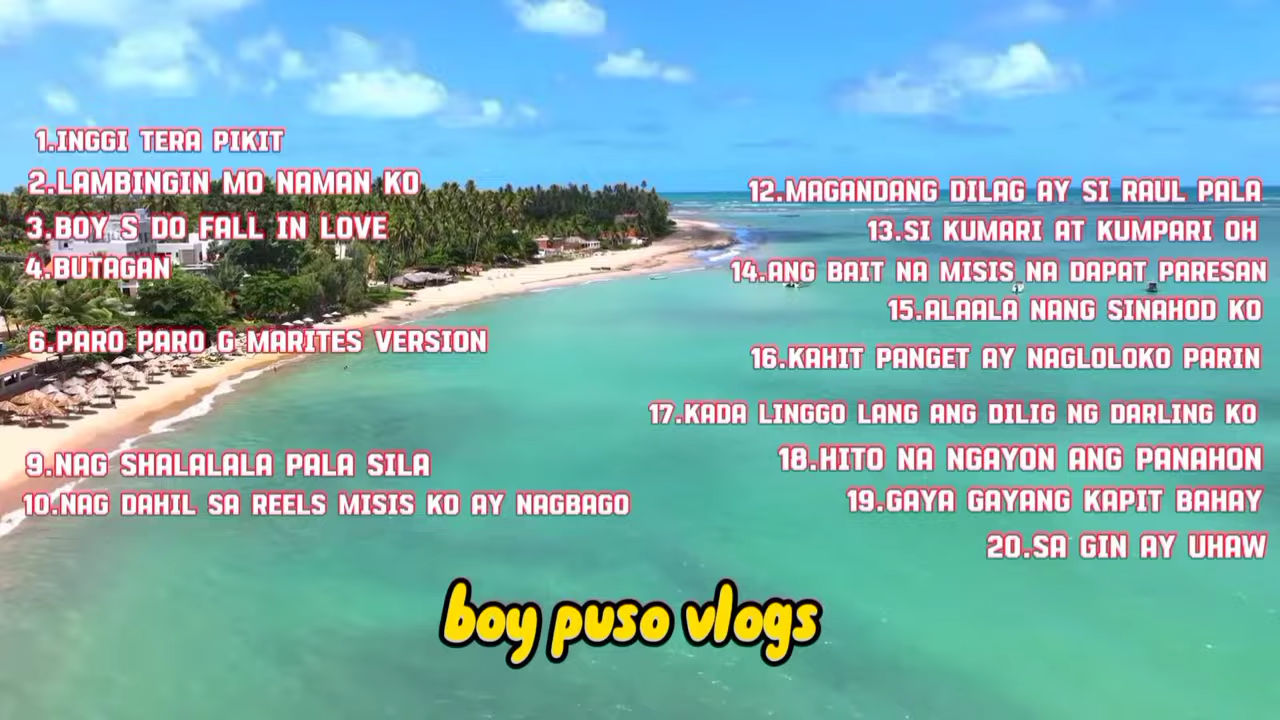 1.INGGI TERA PIKIT
2.LAMBINGIN MO NAMAN KO
3.BOY S DO FALL IN LOVE
4.BUTAGAN
6.PARO PARO G MARITES VERSION
9.NAG SHALALALA PALA SILA
10.NAG DAHIL SA REELS MISIS KO AY NAGBAGO
12.MAGANDANG DILAG AY SI RAUL PALA
13.SI KUMARI AT KUMPARI OH
14.ANG BAIT NA MISIS NA DAPAT PARESAN
15.ALAALA NANG SINAHOD KO
16.KAHIT PANGET AY NAGLOLOKO PARIN
17.KADA LINGGO LANG ANG DILIG NG DARLING KO
18.HITO NA NGAYON ANG PANAHON
19.GAYA GAYANG KAPIT BAHAY
20.SA GIN AY UHAW
boy puso vlogs